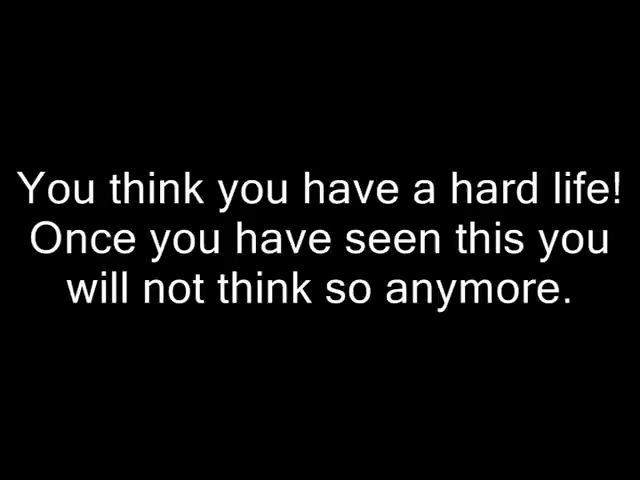 You think you have a hard life!
Once you have seen this you
will not think so anymore.